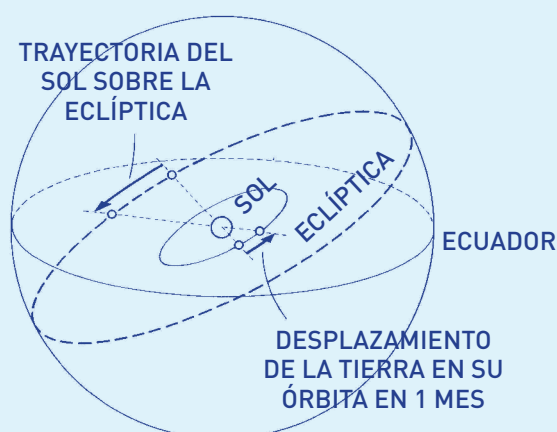 TRAYECTORIA DEL
SOL SOBRE LA
ECLÍPTICA
SOL
ECLÍPTICA
ECUADOR
DESPLAZAMIENTO
DE LA TIERRA EN SU
ÓRBITA EN 1 MES